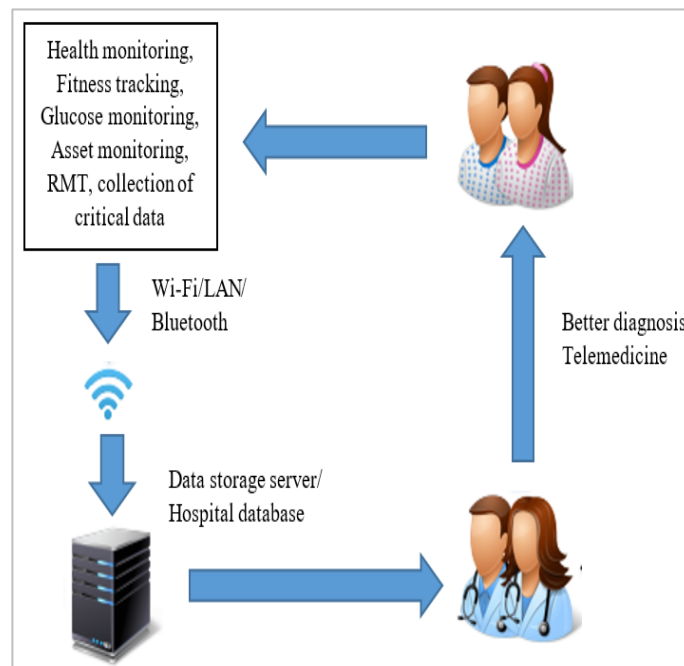 Health monitoring,
Fitness tracking,
Glucose monitoring,
Asset monitoring,
RMT, collection of
critical data
Wi-Fi/LAN/
Bluetooth
Better diagnosis
Telemedicine
Data storage server/
Hospital database